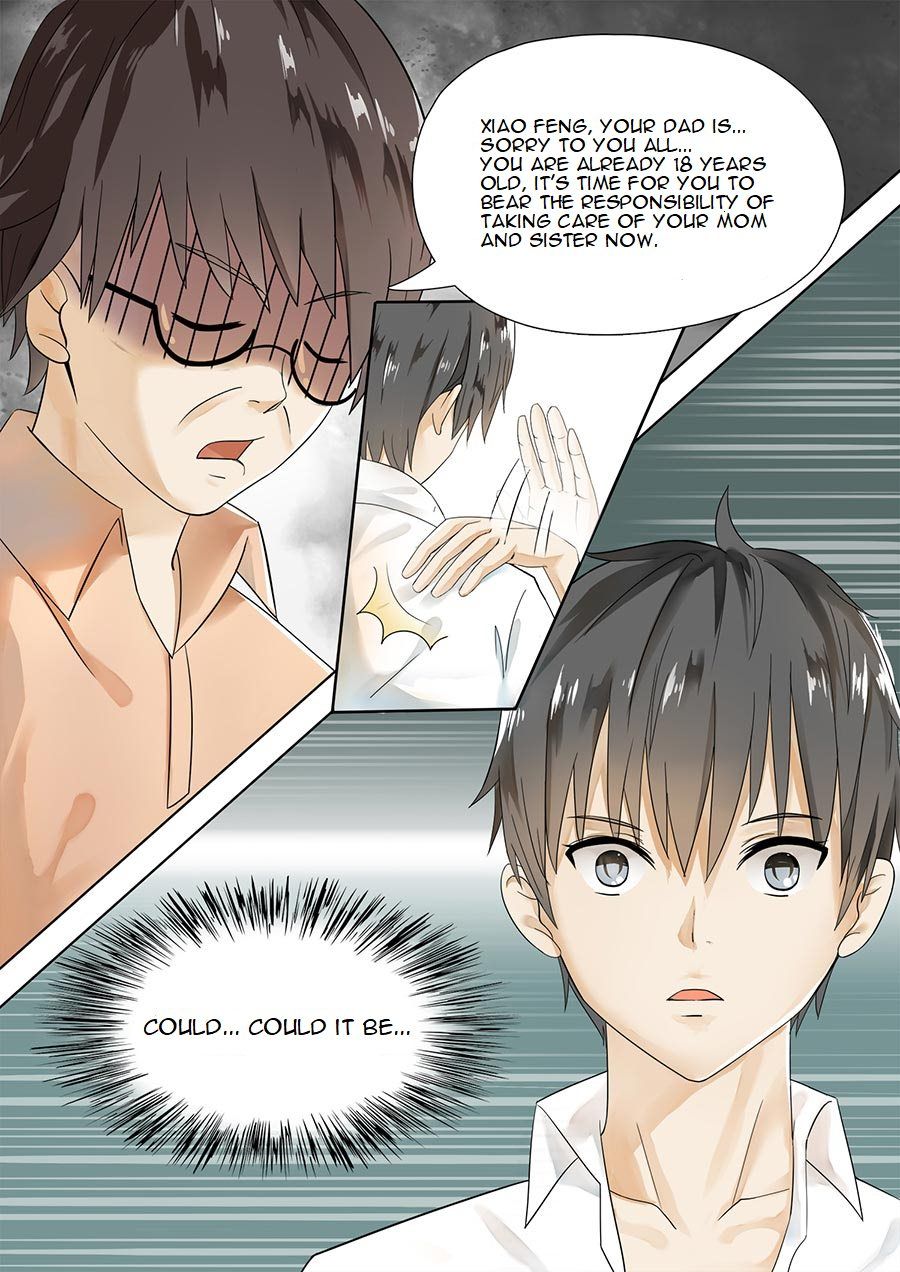 XIAO FENG, YOUR DAD IS...
SORRY TO YOU ALL...
YOU ARE ALREADY 18 YEARS
OLD, IT'S TIME FOR YOU TO
BEAR THE RESPONSIBILITY OF
TAKING CARE OF YOUR MOM
AND SISTER NOW.
COULD... COULD IT BE...